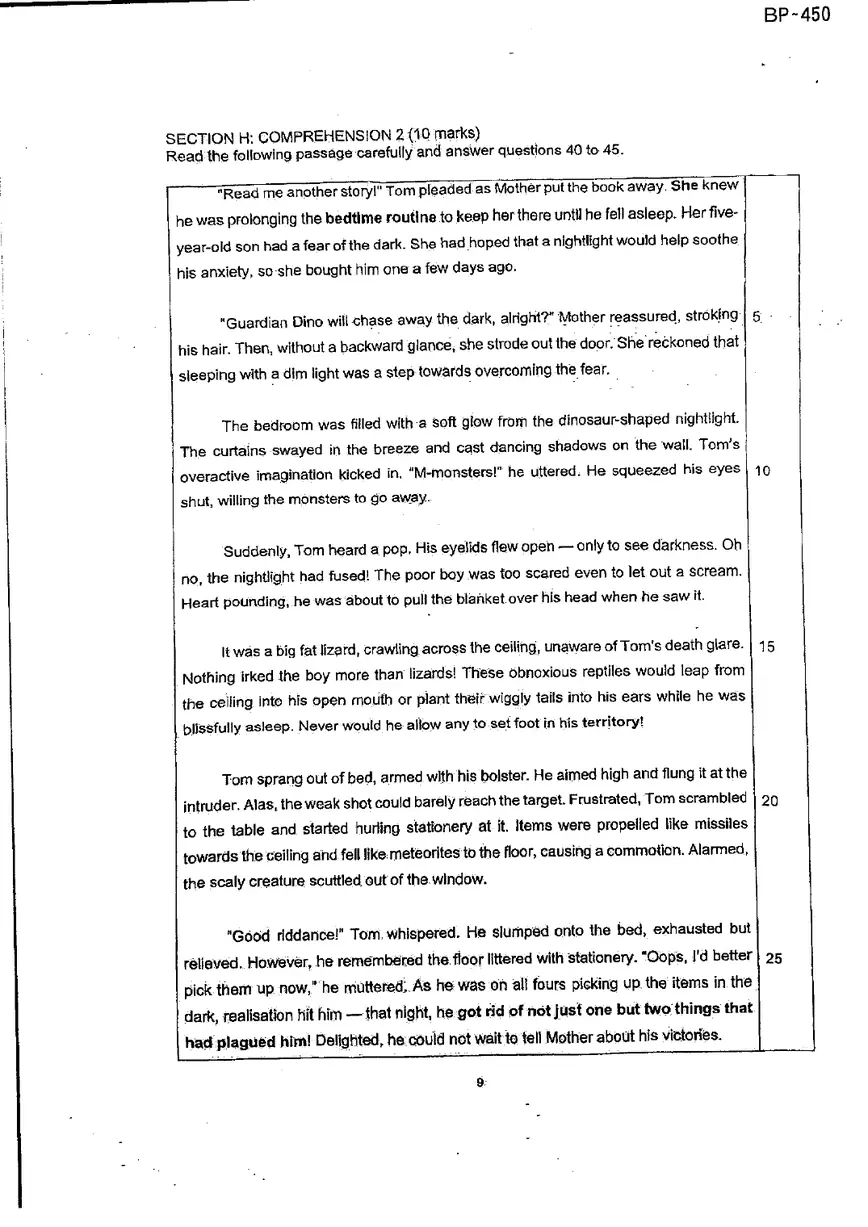 BP-450
SECTION H: COMPREHENSION 2 (10 marks)
Read the following passage carefully and answer questions 40 to 45.
"Read me another story!" Tom pleaded as Mother put the book away. She knew
he was prolonging the bedtime routine to keep her there until he fell asleep. Her five-
year-old son had a fear of the dark. She had hoped that a nightlight would help soothe
his anxiety, so she bought him one a few days ago.
"Guardian Dino will chase away the dark, alright?" Mother reassured, stroking 5
his hair. Then, without a backward glance, she strode out the door. She reckoned that
sleeping with a dim light was a step towards overcoming the fear.
The bedroom was filled with a soft glow from the dinosaur-shaped nightlight.
The curtains swayed in the breeze and cast dancing shadows on the wall. Tom's
overactive imagination kicked in. "M-monsters!" he uttered. He squeezed his eyes 10
shut, willing the monsters to go away.
Suddenly, Tom heard a pop. His eyelids flew open — only to see darkness. Oh
no, the nightlight had fused! The poor boy was too scared even to let out a scream.
Heart pounding, he was about to pull the blanket over his head when he saw it.
It was a big fat lizard, crawling across the ceiling, unaware of Tom's death glare. 15
Nothing irked the boy more than lizards! These obnoxious reptiles would leap from
the ceiling into his open mouth or plant their wiggly tails into his ears while he was
blissfully asleep. Never would he allow any to set foot in his territory!
Tom sprang out of bed, armed with his bolster. He aimed high and flung it at the
intruder. Alas, the weak shot could barely reach the target. Frustrated, Tom scrambled 20
to the table and started hurling stationery at it. Items were propelled like missiles
towards the ceiling and fell like meteorites to the floor, causing a commotion. Alarmed,
the scaly creature scuttled out of the window.
"Good riddance!" Tom whispered. He slumped onto the bed, exhausted but
relieved. However, he remembered the floor littered with stationery. "Oops, I'd better 25
pick them up now," he muttered. As he was on all fours picking up the items in the
dark, realisation hit him — that night, he got rid of not just one but two things that
had plagued him! Delighted, he could not wait to tell Mother about his victories.
9